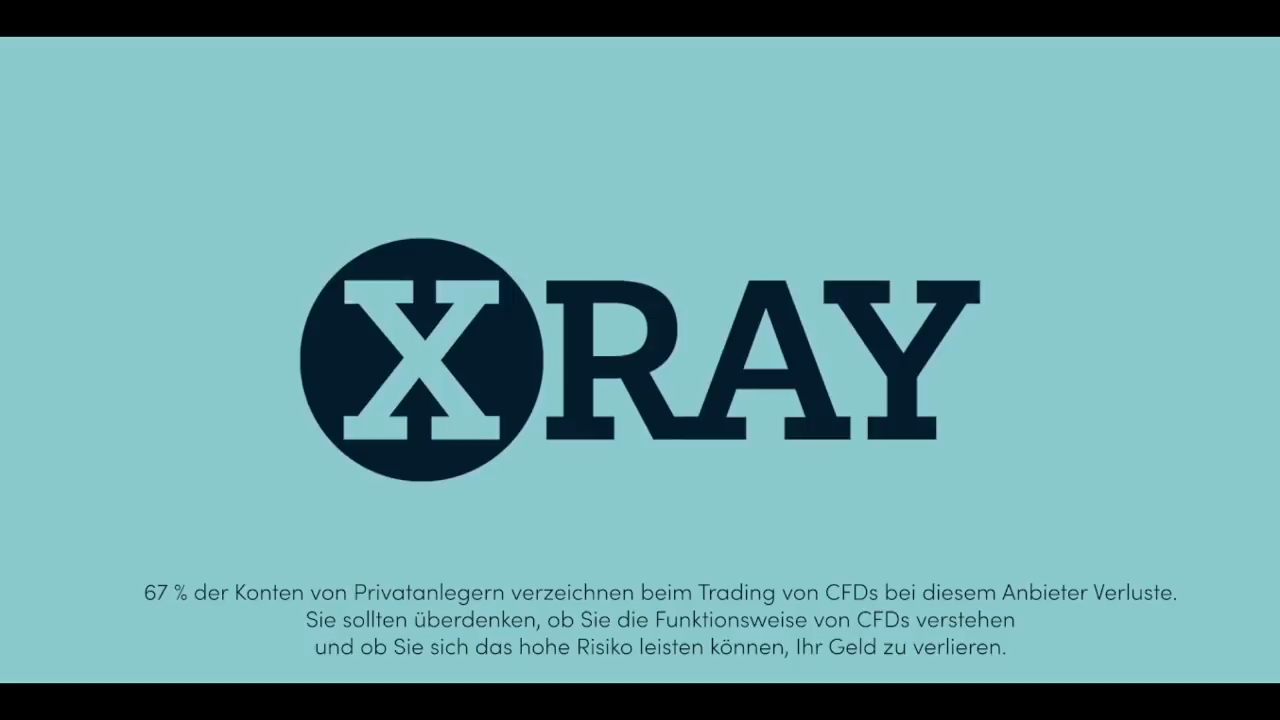 XRAY
67 % der Konten von Privatanlegern verzeichnen beim Trading von CFDs bei diesem Anbieter Verluste.
Sie sollten überdenken, ob Sie die Funktionsweise von CFDs verstehen
und ob Sie sich das hohe Risiko leisten können, Ihr Geld zu verlieren.